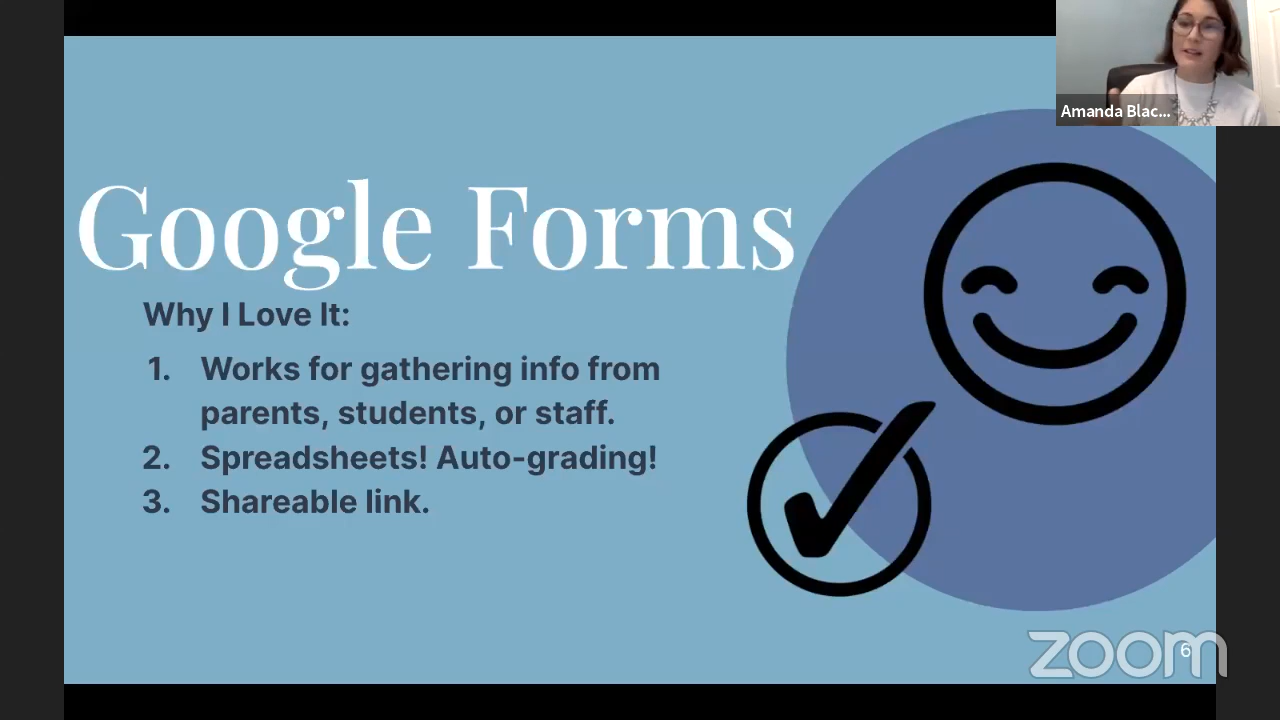 Amanda Blac...
Google Forms
Why I Love It:
1. Works for gathering info from
parents, students, or staff.
2. Spreadsheets! Auto-grading!
3. Shareable link.
zoom
6